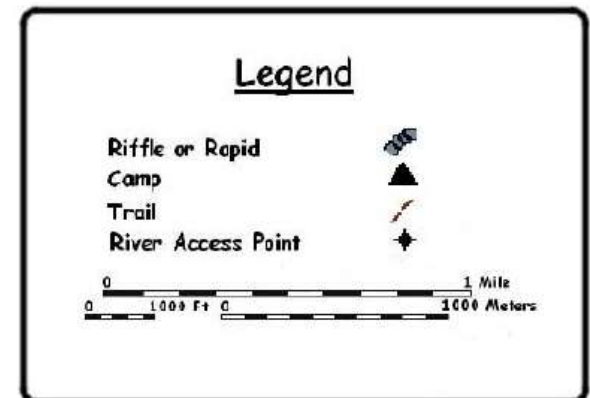 Legend
Riffle or Rapid
Camp
Trail
River Access Point
0 1 Mile
0 1000 Ft 0 1000 Meters